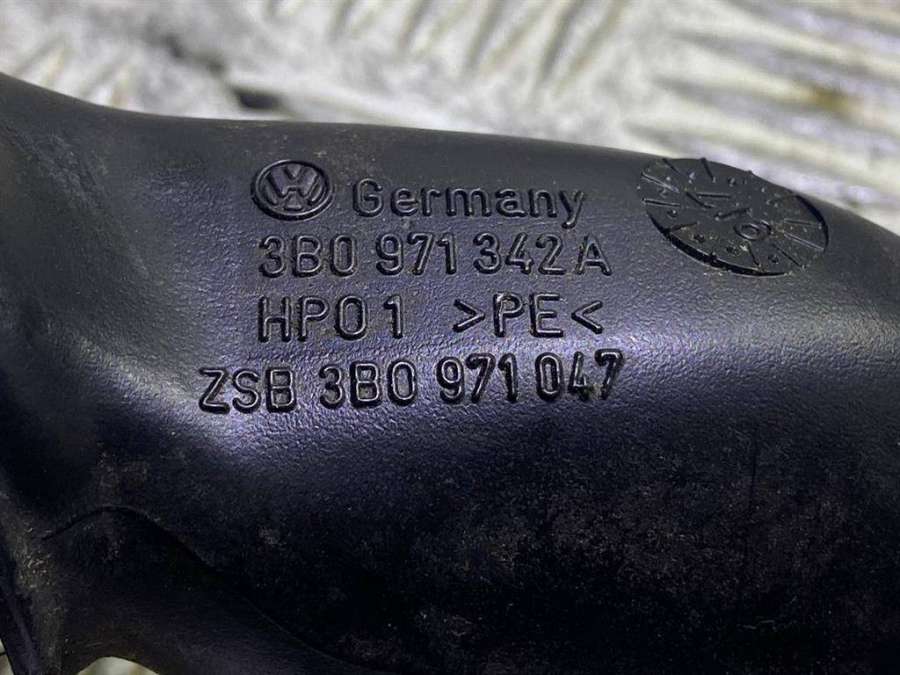 Germany
3B0 971 342 A
HP01 >PE<
ZSB 3B0 971 047